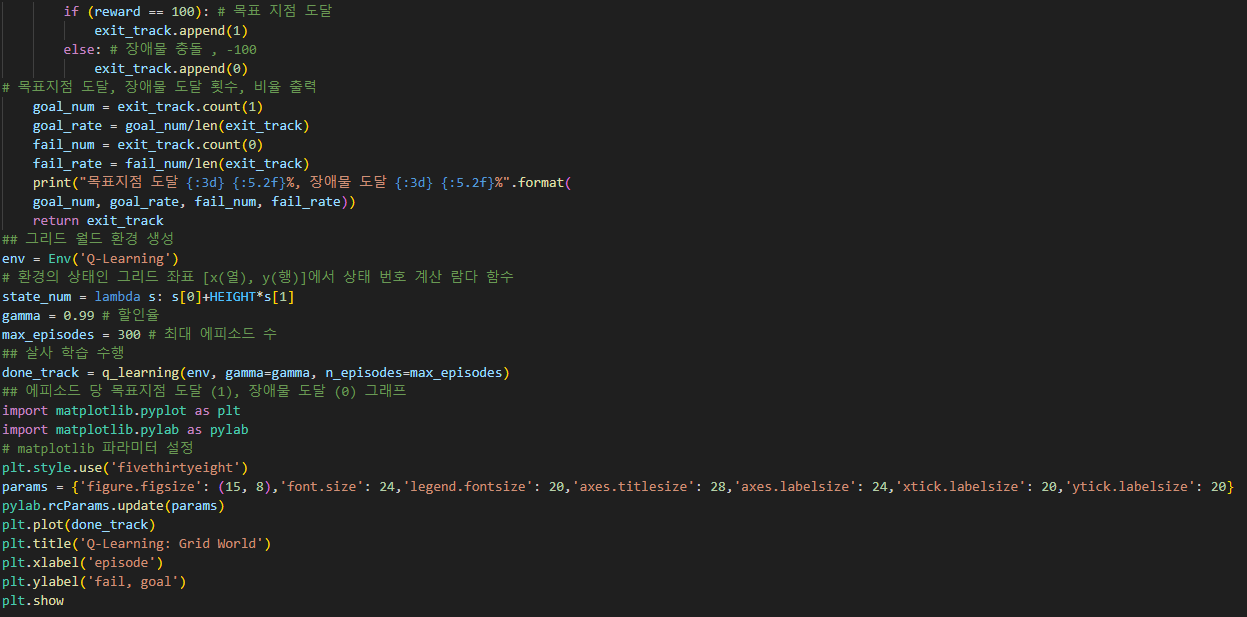 if (reward == 100): # 목표 지점 도달
exit_track.append(1)
else: # 장애물 충돌 , -100
exit_track.append(0)
# 목표지점 도달, 장애물 도달 횟수, 비율 출력
goal_num = exit_track.count(1)
goal_rate = goal_num/len(exit_track)
fail_num = exit_track.count(0)
fail_rate = fail_num/len(exit_track)
print("목표지점 도달 {:3d} {:5.2f}%, 장애물 도달 {:3d} {:5.2f}%".format(
goal_num, goal_rate, fail_num, fail_rate))
return exit_track
## 그리드 월드 환경 생성
env = Env('Q-Learning')
# 환경의 상태인 그리드 좌표 [x(열), y(행)]에서 상태 번호 계산 람다 함수
state_num = lambda s: s[0]+HEIGHT*s[1]
gamma = 0.99 # 할인율
max_episodes = 300 # 최대 에피소드 수
## 살사 학습 수행
done_track = q_learning(env, gamma=gamma, n_episodes=max_episodes)
## 에피소드 당 목표지점 도달 (1), 장애물 도달 (0) 그래프
import matplotlib.pyplot as plt
import matplotlib.pylab as pylab
# matplotlib 파라미터 설정
plt.style.use('fivethirtyeight')
params = {'figure.figsize': (15, 8),'font.size': 24,'legend.fontsize': 20,'axes.titlesize': 28,'axes.labelsize': 24,'xtick.labelsize': 20,'ytick.labelsize': 20}
pylab.rcParams.update(params)
plt.plot(done_track)
plt.title('Q-Learning: Grid World')
plt.xlabel('episode')
plt.ylabel('fail, goal')
plt.show